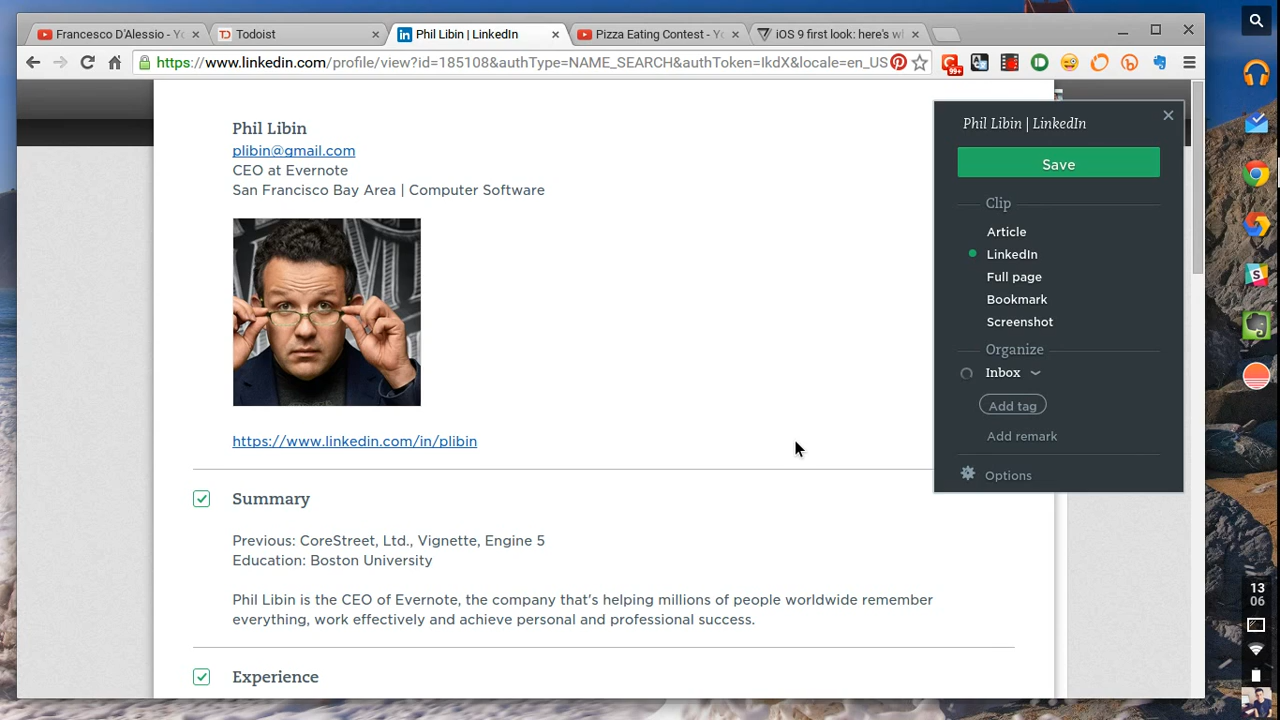 Francesco D'Alessio - Yo
Todoist
Phil Libin | LinkedIn
Pizza Eating Contest - Yo
iOS 9 first look: here's wh
https://www.linkedin.com/profile/view?id=185108&authType=NAME_SEARCH&authToken=IkdX&locale=en_US
99+
Phil Libin
plibin@gmail.com
CEO at Evernote
San Francisco Bay Area | Computer Software
https://www.linkedin.com/in/plibin
Summary
Previous: CoreStreet, Ltd., Vignette, Engine 5
Education: Boston University
Phil Libin is the CEO of Evernote, the company that's helping millions of people worldwide remember
everything, work effectively and achieve personal and professional success.
Experience
Phil Libin | LinkedIn
Save
Clip
Article
LinkedIn
Full page
Bookmark
Screenshot
Organize
Inbox
Add tag
Add remark
Options
13
06